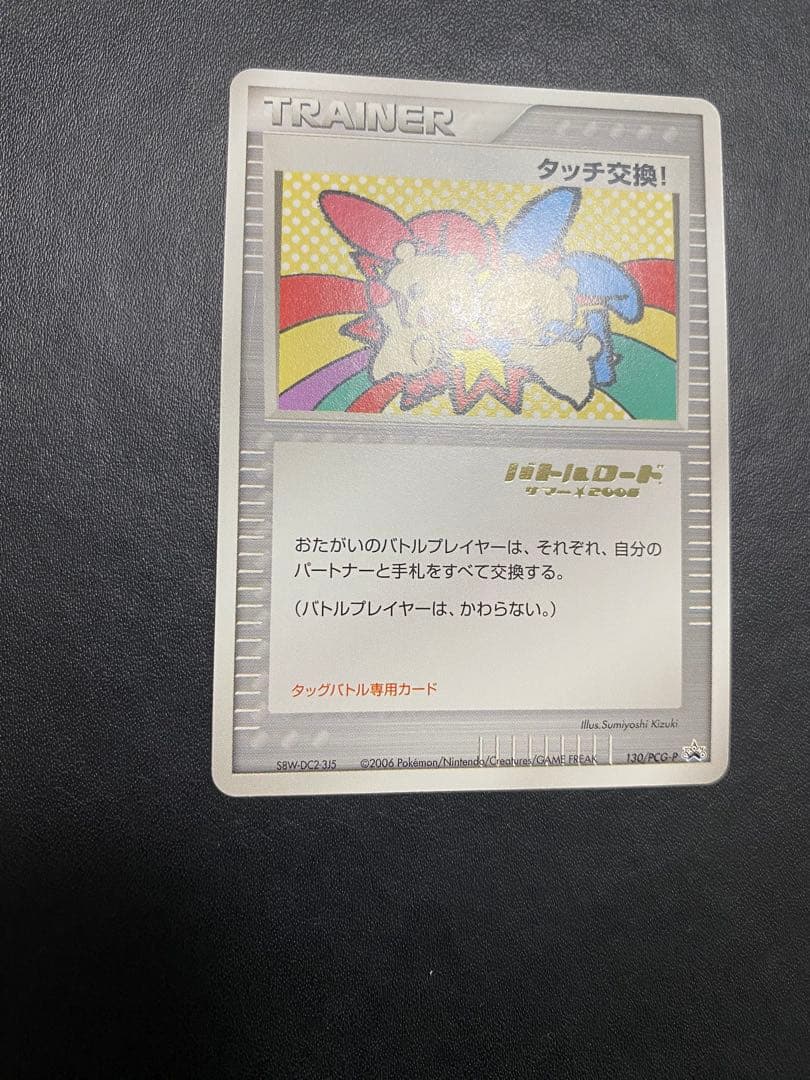 TRAINER
タッチ交換!
バトルロード
サマー★2006
おたがいのバトルプレイヤーは、それぞれ、自分の
パートナーと手札をすべて交換する。
(バトルプレイヤーは、かわらない。)
タッグバトル専用カード
Illus.Sumiyoshi Kizuki
SBW-DC2-3J5 ©2006 Pokémon/Nintendo/Creatures/GAME FREAK 130/PCG-P